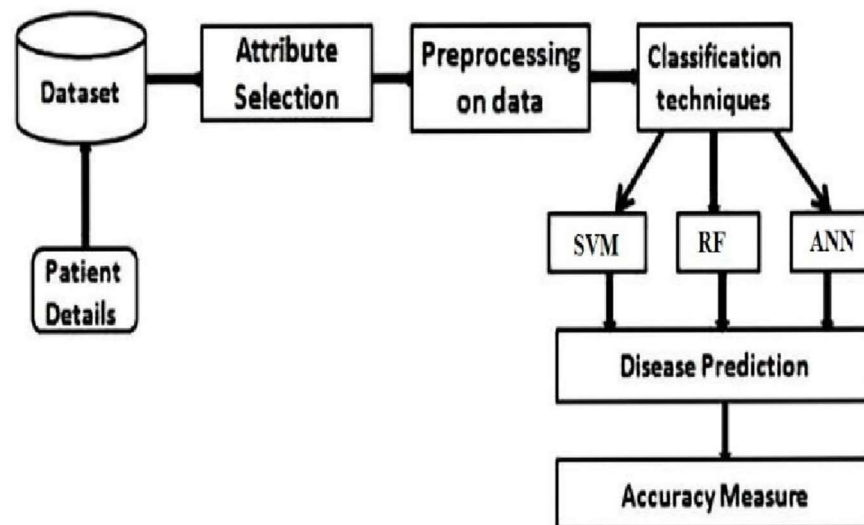 Dataset
Attribute
Selection
Preprocessing
on data
Classification
techniques
Patient
Details
SVM
RF
ANN
Disease Prediction
Accuracy Measure